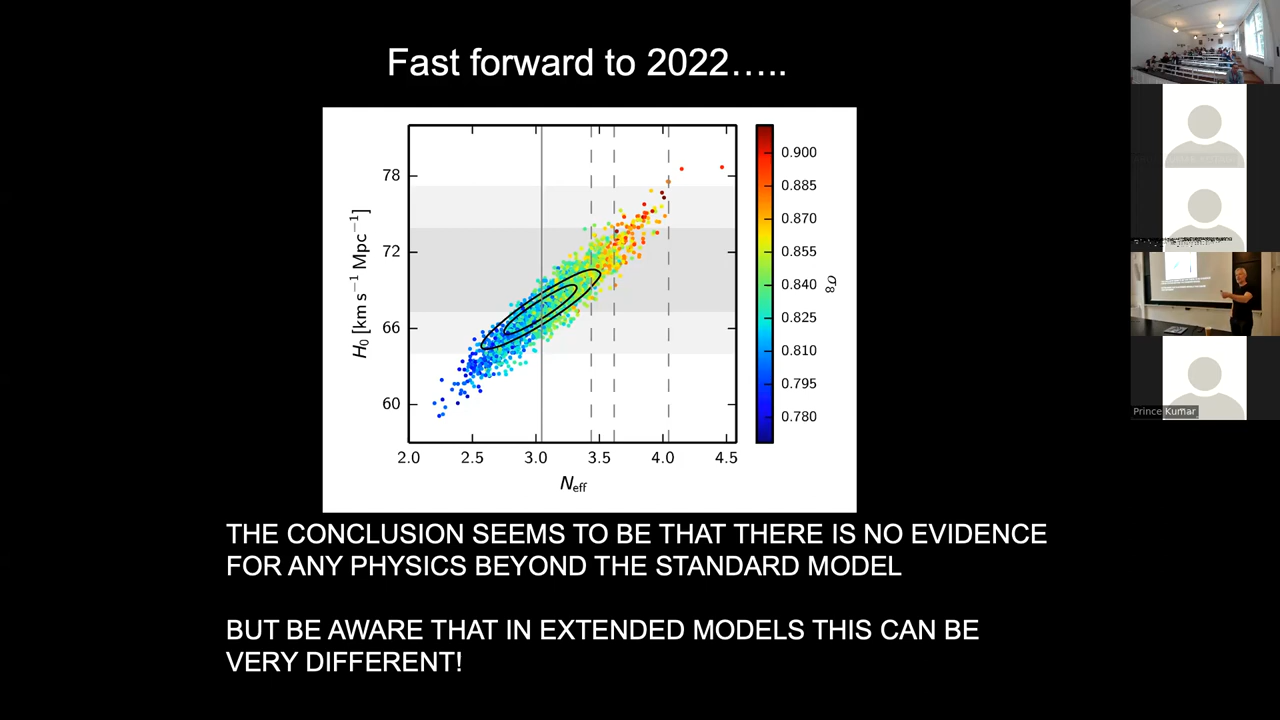 Fast forward to 2022…..
78
72
66
60
H₀ [km s⁻¹ Mpc⁻¹]
2.0 2.5 3.0 3.5 4.0 4.5
N_eff
0.900
0.885
0.870
0.855
0.840
0.825
0.810
0.795
0.780
σ₈
THE CONCLUSION SEEMS TO BE THAT THERE IS NO EVIDENCE
FOR ANY PHYSICS BEYOND THE STANDARD MODEL
BUT BE AWARE THAT IN EXTENDED MODELS THIS CAN BE
VERY DIFFERENT!
Prince Kumar